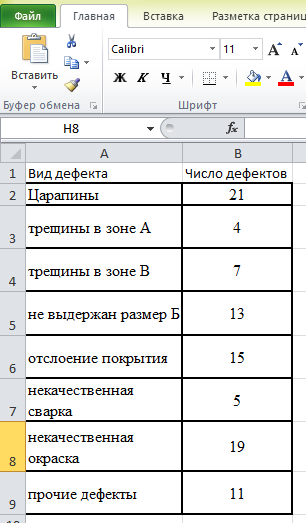 Файл Главная Вставка Разметка страниц
Вставить
Calibri 11
Ж К Ч
Буфер обмена Шрифт
H8 fx
A B
1 Вид дефекта Число дефектов
2 Царапины 21
3 трещины в зоне А 4
4 трещины в зоне В 7
5 не выдержан размер Б 13
6 отслоение покрытия 15
7 некачественная
сварка 5
8 некачественная
окраска 19
9 прочие дефекты 11